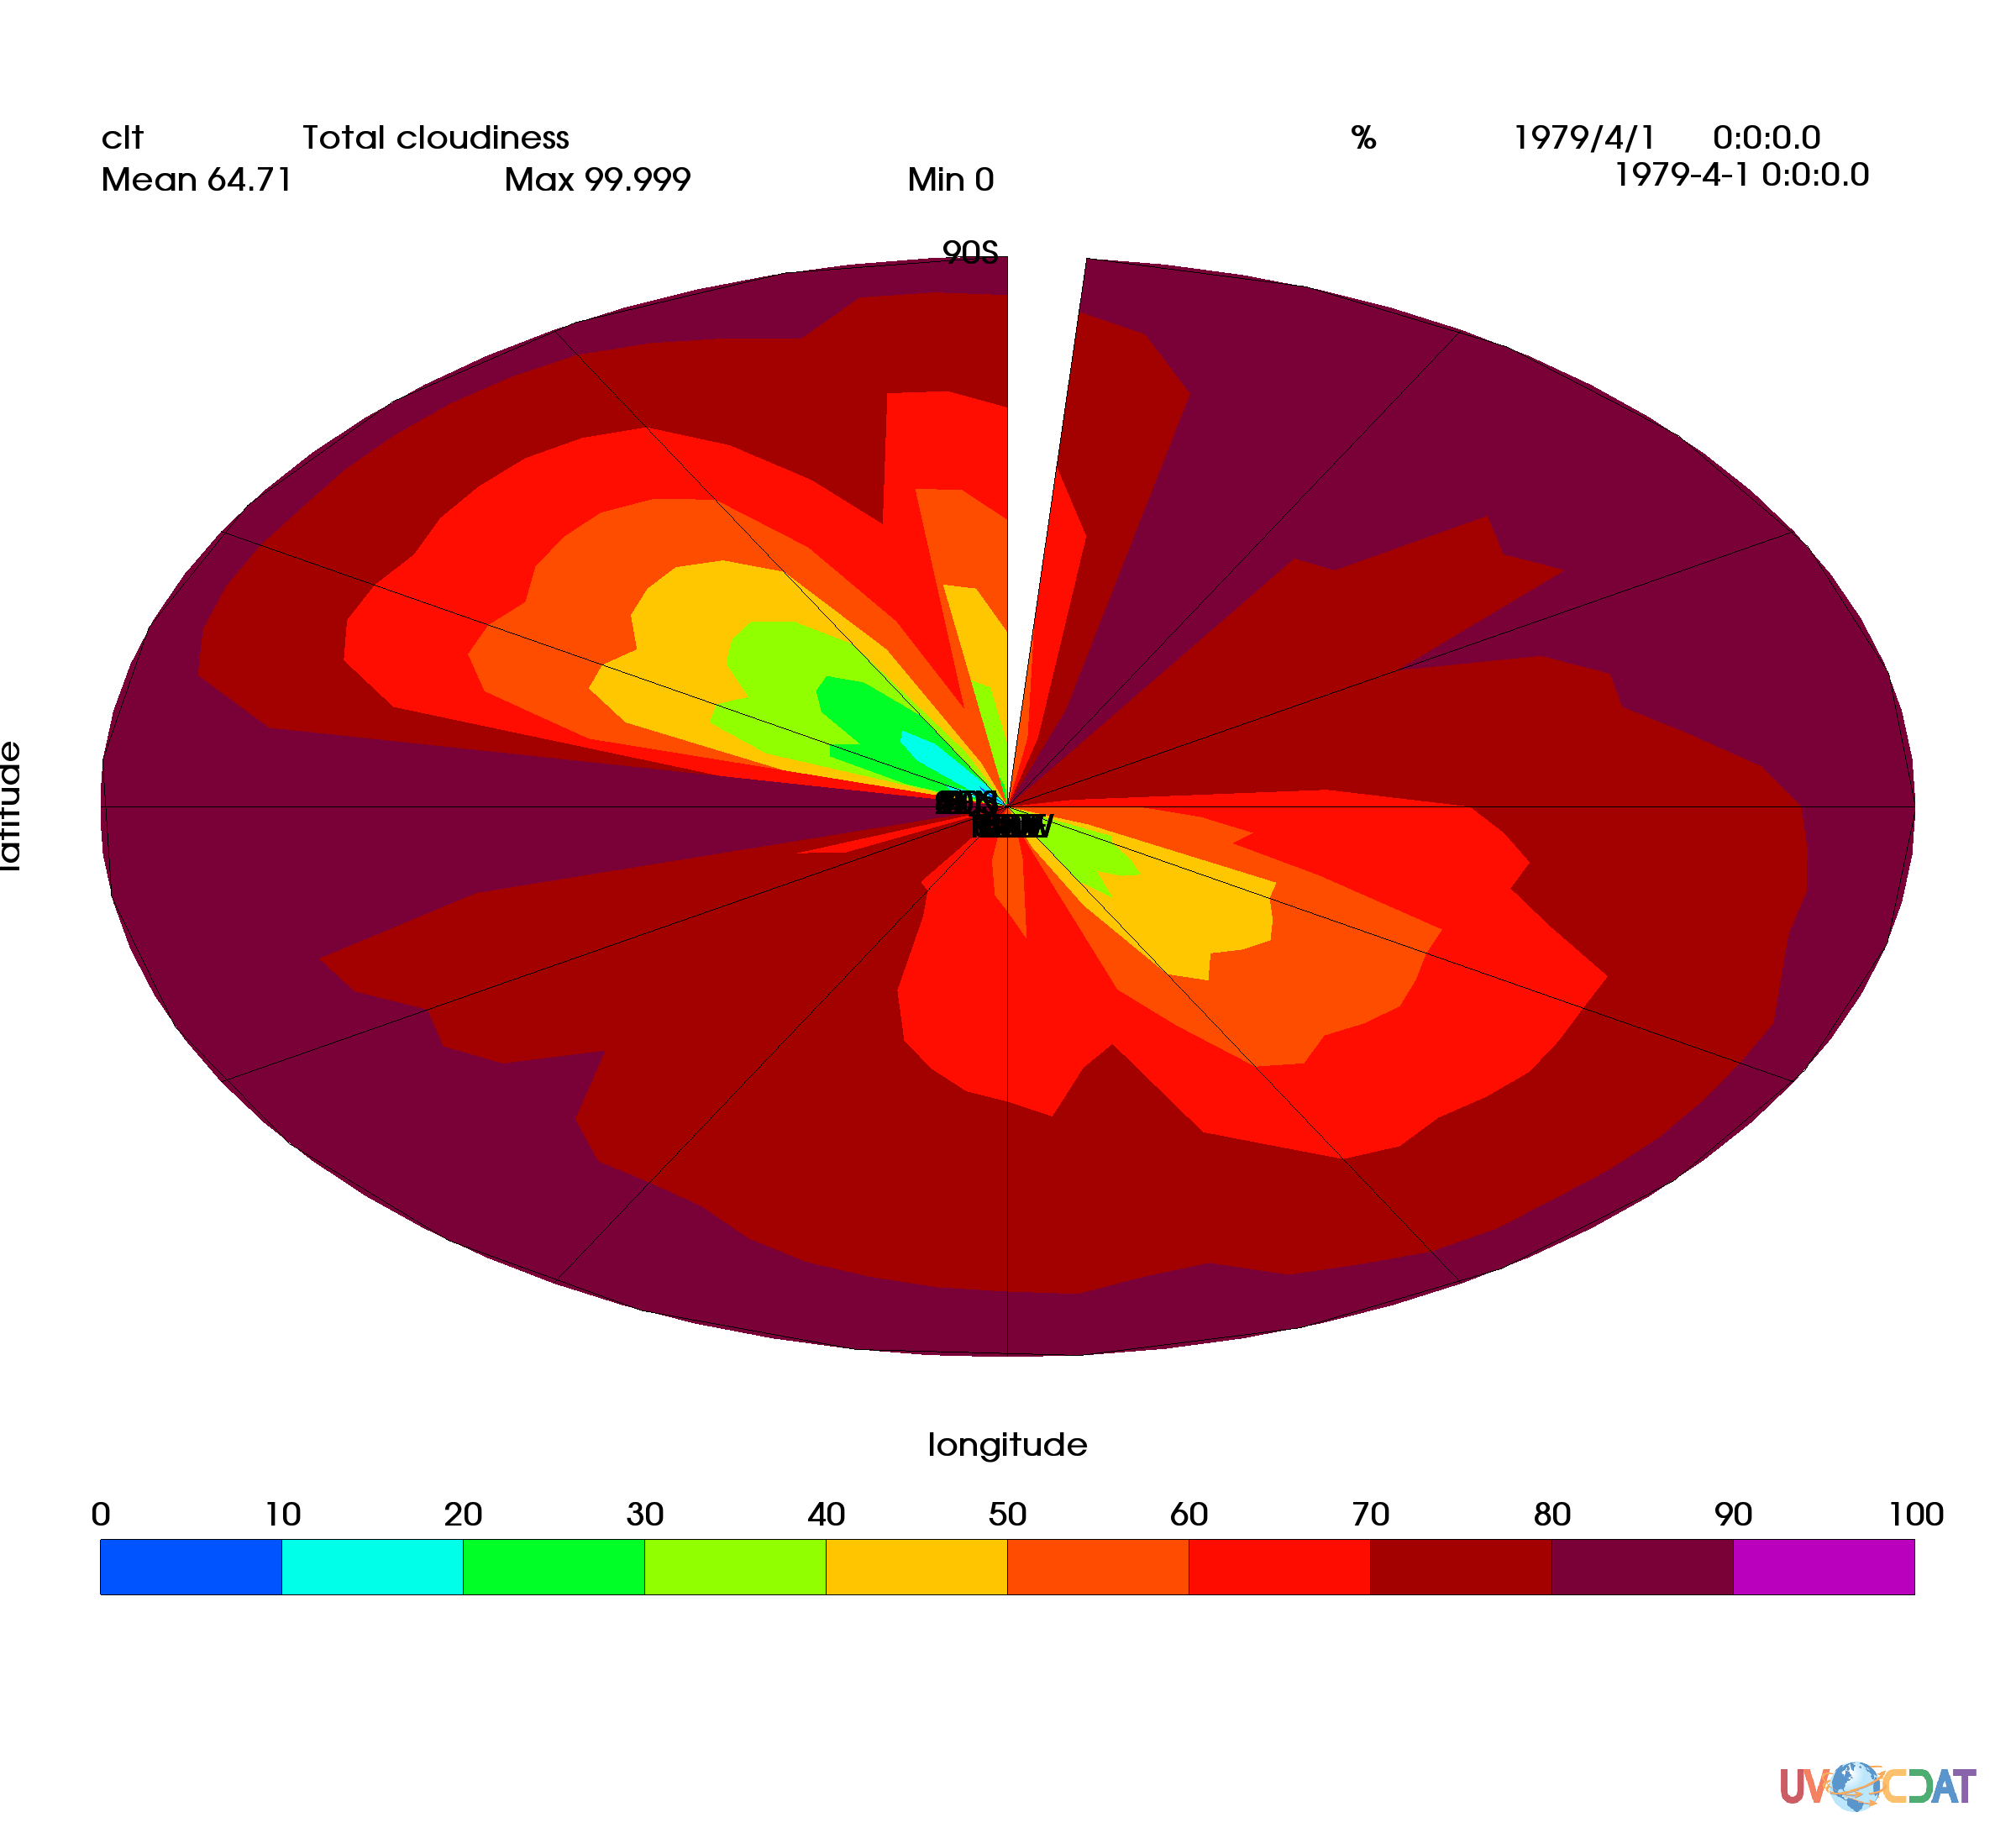 clt Total cloudiness % 1979/4/1 0:0:0.0
Mean 64.71 Max 99.999 Min 0 1979-4-1 0:0:0.0
90S
latitude
longitude
0 10 20 30 40 50 60 70 80 90 100
UV CDAT